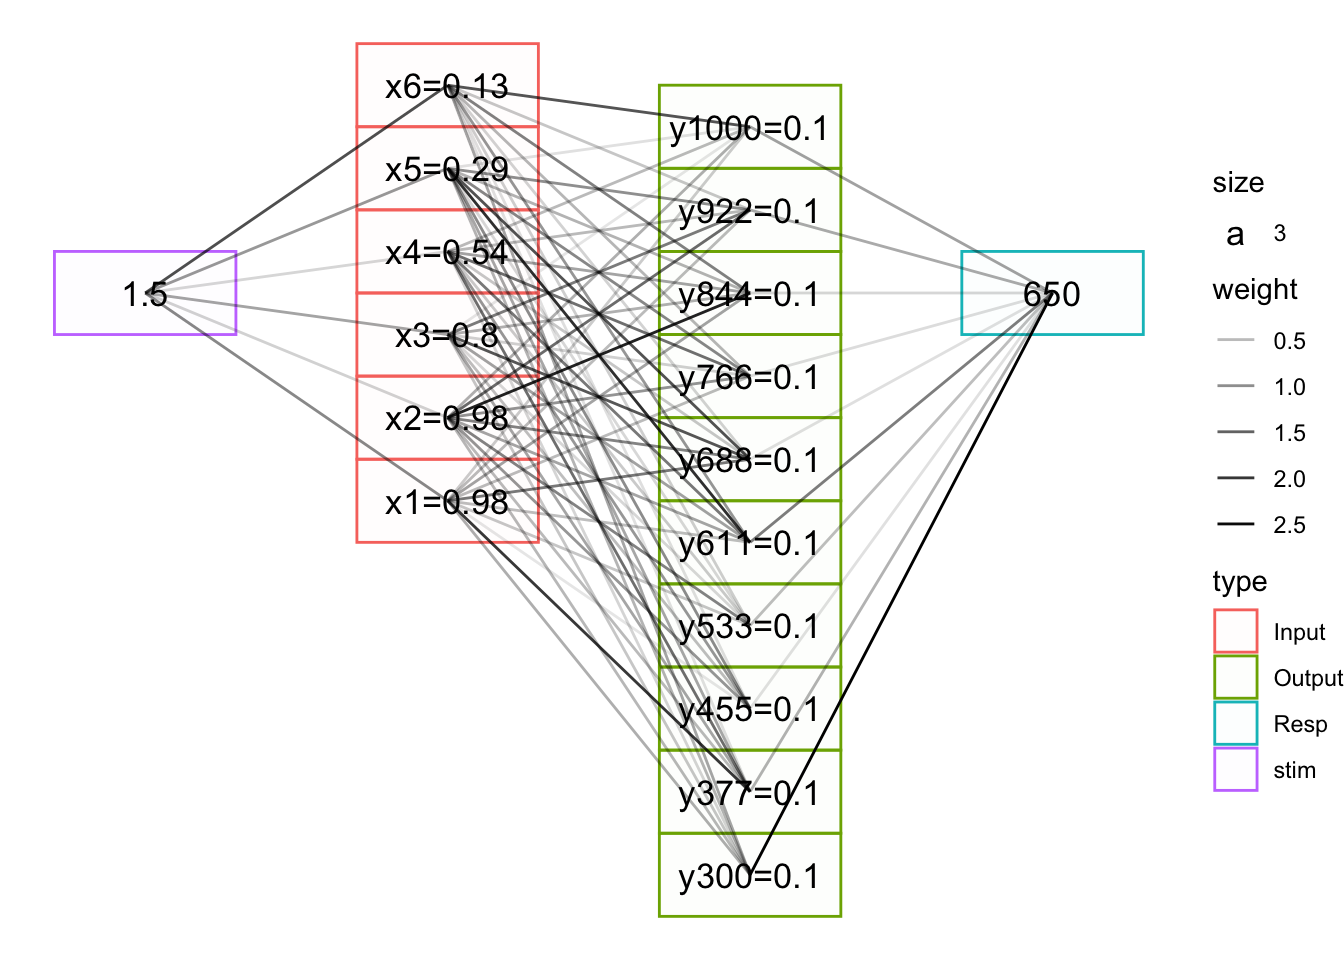 1.5
x6=0.13
x5=0.29
x4=0.54
x3=0.8
x2=0.98
x1=0.98
y1000=0.1
y922=0.1
y844=0.1
y766=0.1
y688=0.1
y611=0.1
y533=0.1
y455=0.1
y377=0.1
y300=0.1
650
size
a 3
weight
0.5
1.0
1.5
2.0
2.5
type
Input
Output
Resp
stim